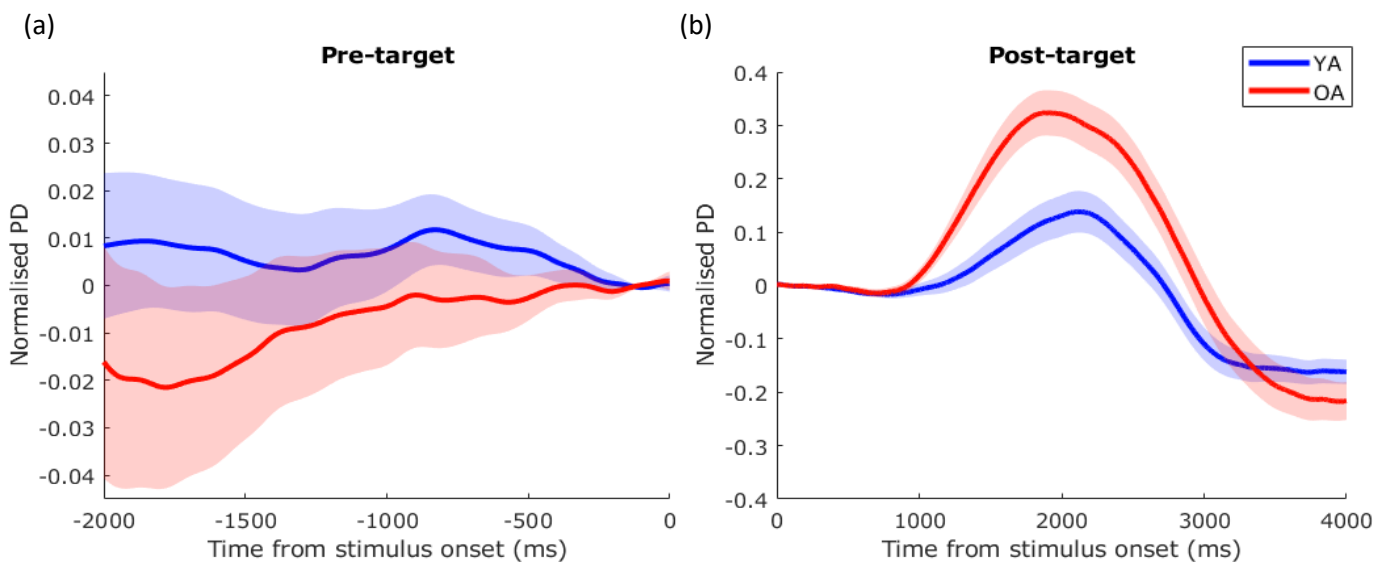 (a)
Pre-target
0.04
0.03
0.02
0.01
0
-0.01
-0.02
-0.03
-0.04
Normalised PD
-2000
-1500
-1000
-500
0
Time from stimulus onset (ms)
(b)
Post-target
YA
OA
0.4
0.3
0.2
0.1
0
-0.1
-0.2
-0.3
-0.4
Normalised PD
0
1000
2000
3000
4000
Time from stimulus onset (ms)